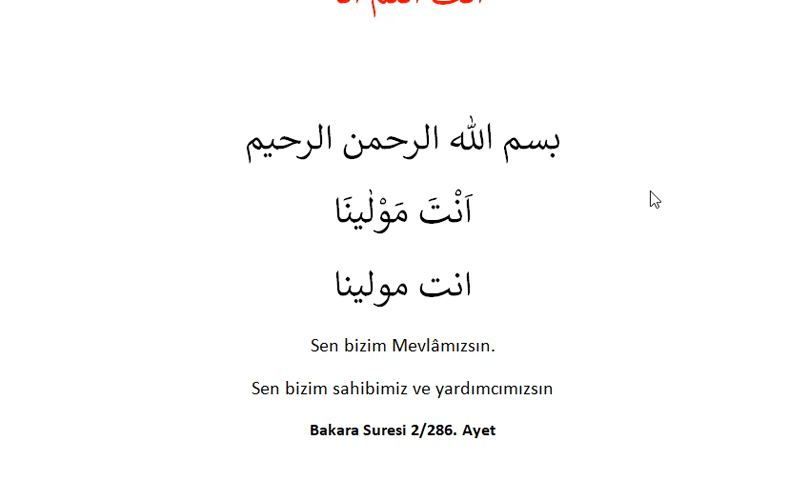 بسم الله الرحمن الرحيم
اَنْتَ مَوْلٰينَا
انت مولينا
Sen bizim Mevlâmızsın.
Sen bizim sahibimiz ve yardımcımızsın
Bakara Suresi 2/286. Ayet